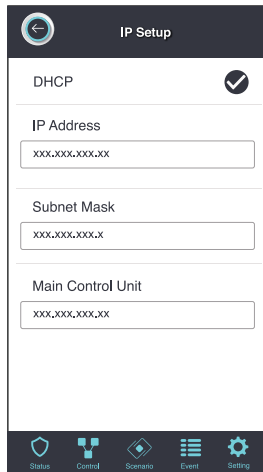 IP Setup
DHCP
IP Address
xxx.xxx.xxx.xx
Subnet Mask
xxx.xxx.xxx.x
Main Control Unit
xxx.xxx.xxx.xx
Status Control Scenario Event Setting